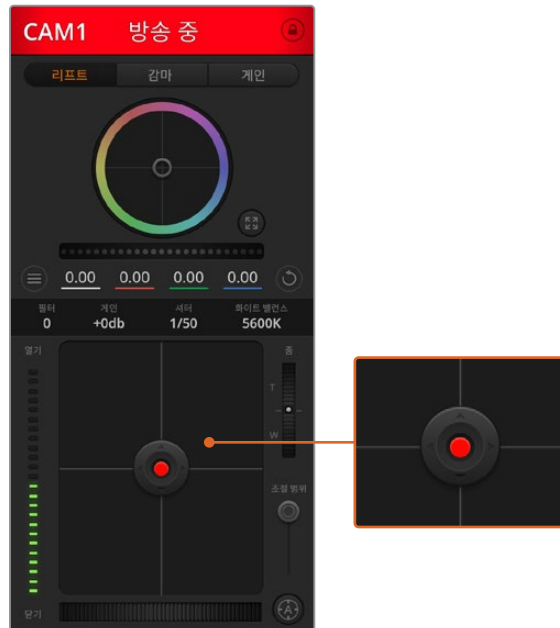 CAM1 방송 중
리프트 감마 게인
0.00 0.00 0.00 0.00
필터 게인 셔터 화이트 밸런스
0 +0db 1/50 5600K
열기 줌
T
W
조절 범위
닫기 A